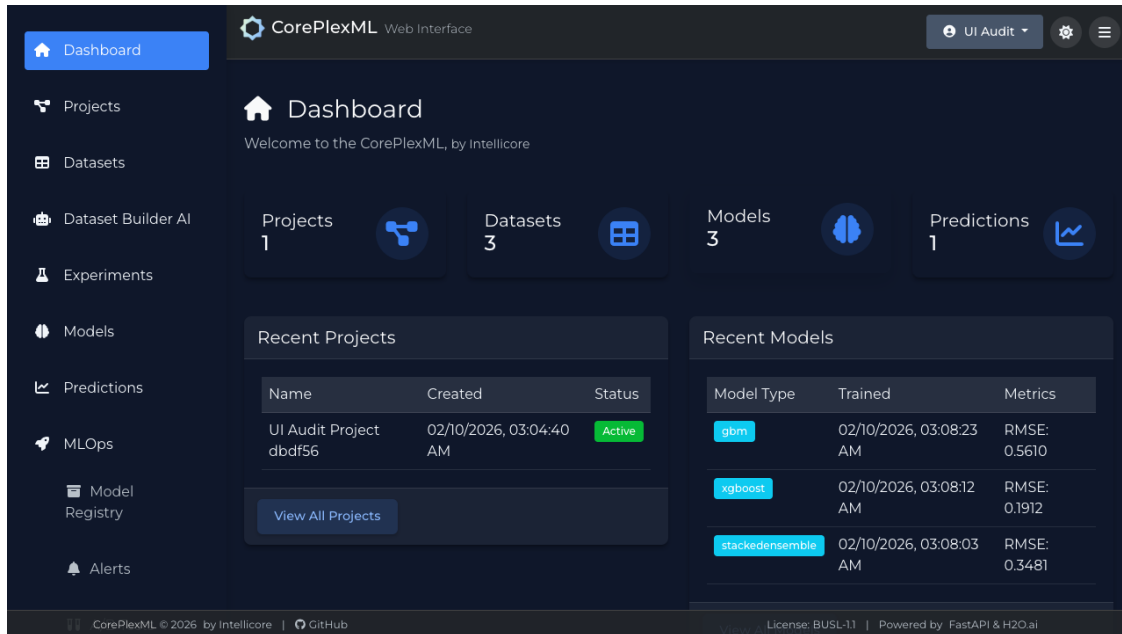 CorePlexML Web Interface
UI Audit
Dashboard
Projects
Datasets
Dataset Builder AI
Experiments
Models
Predictions
MLOps
Model
Registry
Alerts
Dashboard
Welcome to the CorePlexML, by Intellicore
Projects
1
Datasets
3
Models
3
Predictions
1
Recent Projects
Name Created Status
UI Audit Project 02/10/2026, 03:04:40 Active
dbdf56 AM
View All Projects
Recent Models
Model Type Trained Metrics
gbm 02/10/2026, 03:08:23 RMSE:
AM 0.5610
xgboost 02/10/2026, 03:08:12 RMSE:
AM 0.1912
stackedensemble 02/10/2026, 03:08:03 RMSE:
AM 0.3481
CorePlexML © 2026 by Intellicore | GitHub
License: BUSL-1.1 | Powered by FastAPI & H2O.ai